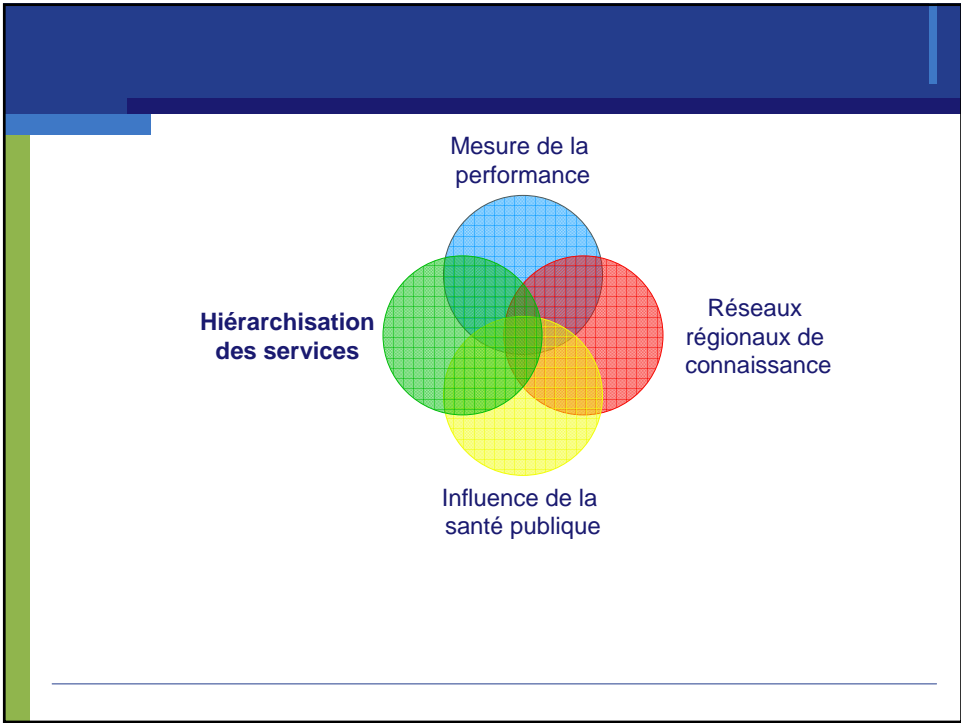 Mesure de la
performance
Hiérarchisation
des services
Réseaux
régionaux de
connaissance
Influence de la
santé publique